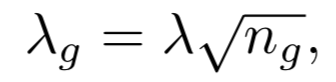 λ_g = λ√n_g,